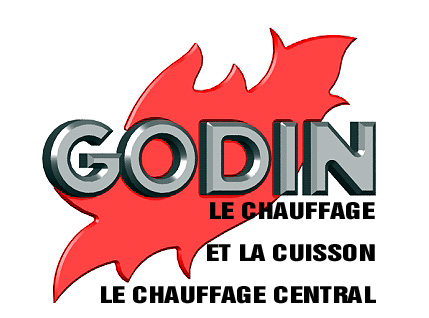 GODIN
LE CHAUFFAGE
ET LA CUISSON
LE CHAUFFAGE CENTRAL